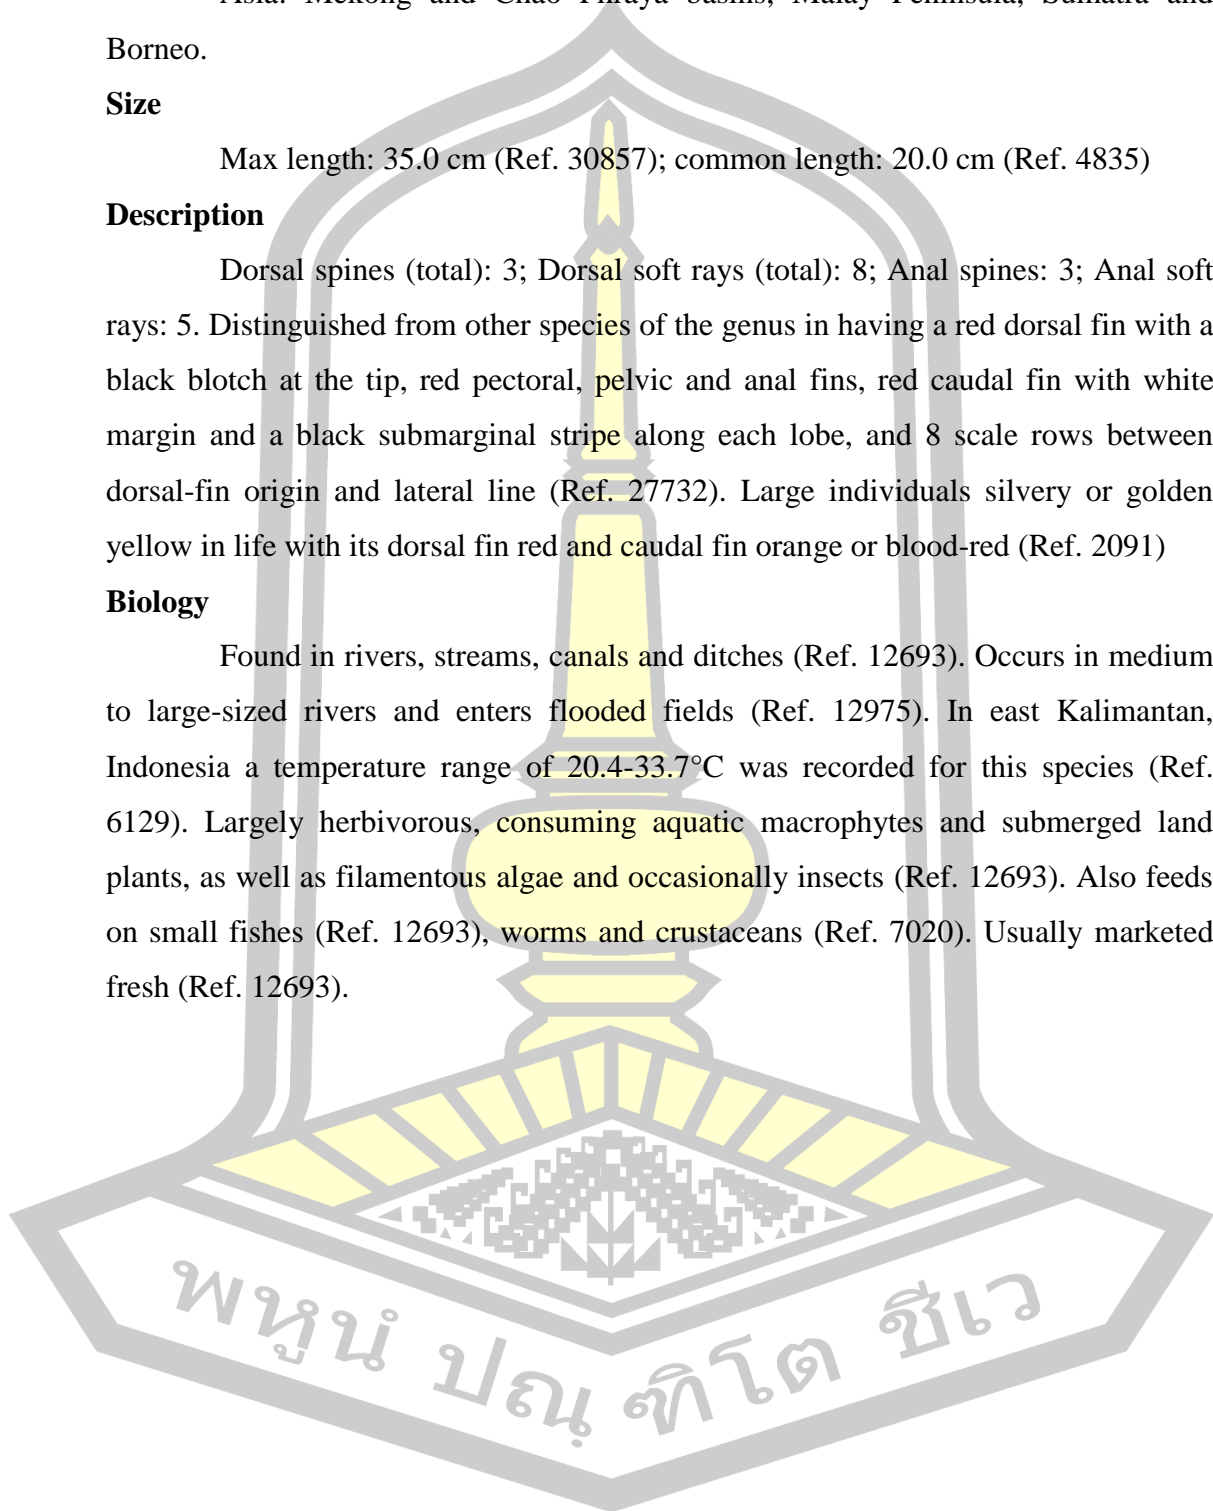 Asia: Mekong and Chao Phraya basins, Malay Peninsula, Sumatra and
Borneo.
Size
Max length: 35.0 cm (Ref. 30857); common length: 20.0 cm (Ref. 4835)
Description
Dorsal spines (total): 3; Dorsal soft rays (total): 8; Anal spines: 3; Anal soft
rays: 5. Distinguished from other species of the genus in having a red dorsal fin with a
black blotch at the tip, red pectoral, pelvic and anal fins, red caudal fin with white
margin and a black submarginal stripe along each lobe, and 8 scale rows between
dorsal-fin origin and lateral line (Ref. 27732). Large individuals silvery or golden
yellow in life with its dorsal fin red and caudal fin orange or blood-red (Ref. 2091)
Biology
Found in rivers, streams, canals and ditches (Ref. 12693). Occurs in medium
to large-sized rivers and enters flooded fields (Ref. 12975). In east Kalimantan,
Indonesia a temperature range of 20.4-33.7°C was recorded for this species (Ref.
6129). Largely herbivorous, consuming aquatic macrophytes and submerged land
plants, as well as filamentous algae and occasionally insects (Ref. 12693). Also feeds
on small fishes (Ref. 12693), worms and crustaceans (Ref. 7020). Usually marketed
fresh (Ref. 12693).
พหูนํ ปณฺฑิโต ชีเว